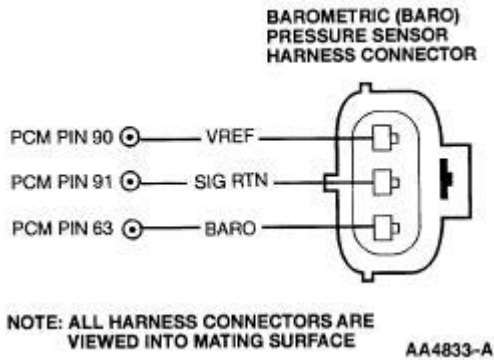 BAROMETRIC (BARO)
PRESSURE SENSOR
HARNESS CONNECTOR
PCM PIN 90 VREF
PCM PIN 91 SIG RTN
PCM PIN 63 BARO
NOTE: ALL HARNESS CONNECTORS ARE
VIEWED INTO MATING SURFACE
AA4833-A